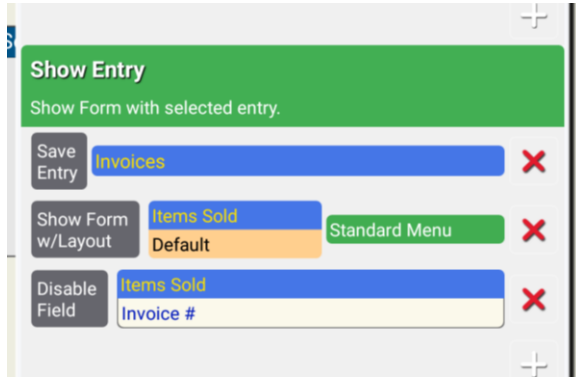 Show Entry
Show Form with selected entry.
Save
Entry
Invoices
Show Form
w/Layout
Items Sold
Default
Standard Menu
Disable
Field
Items Sold
Invoice #